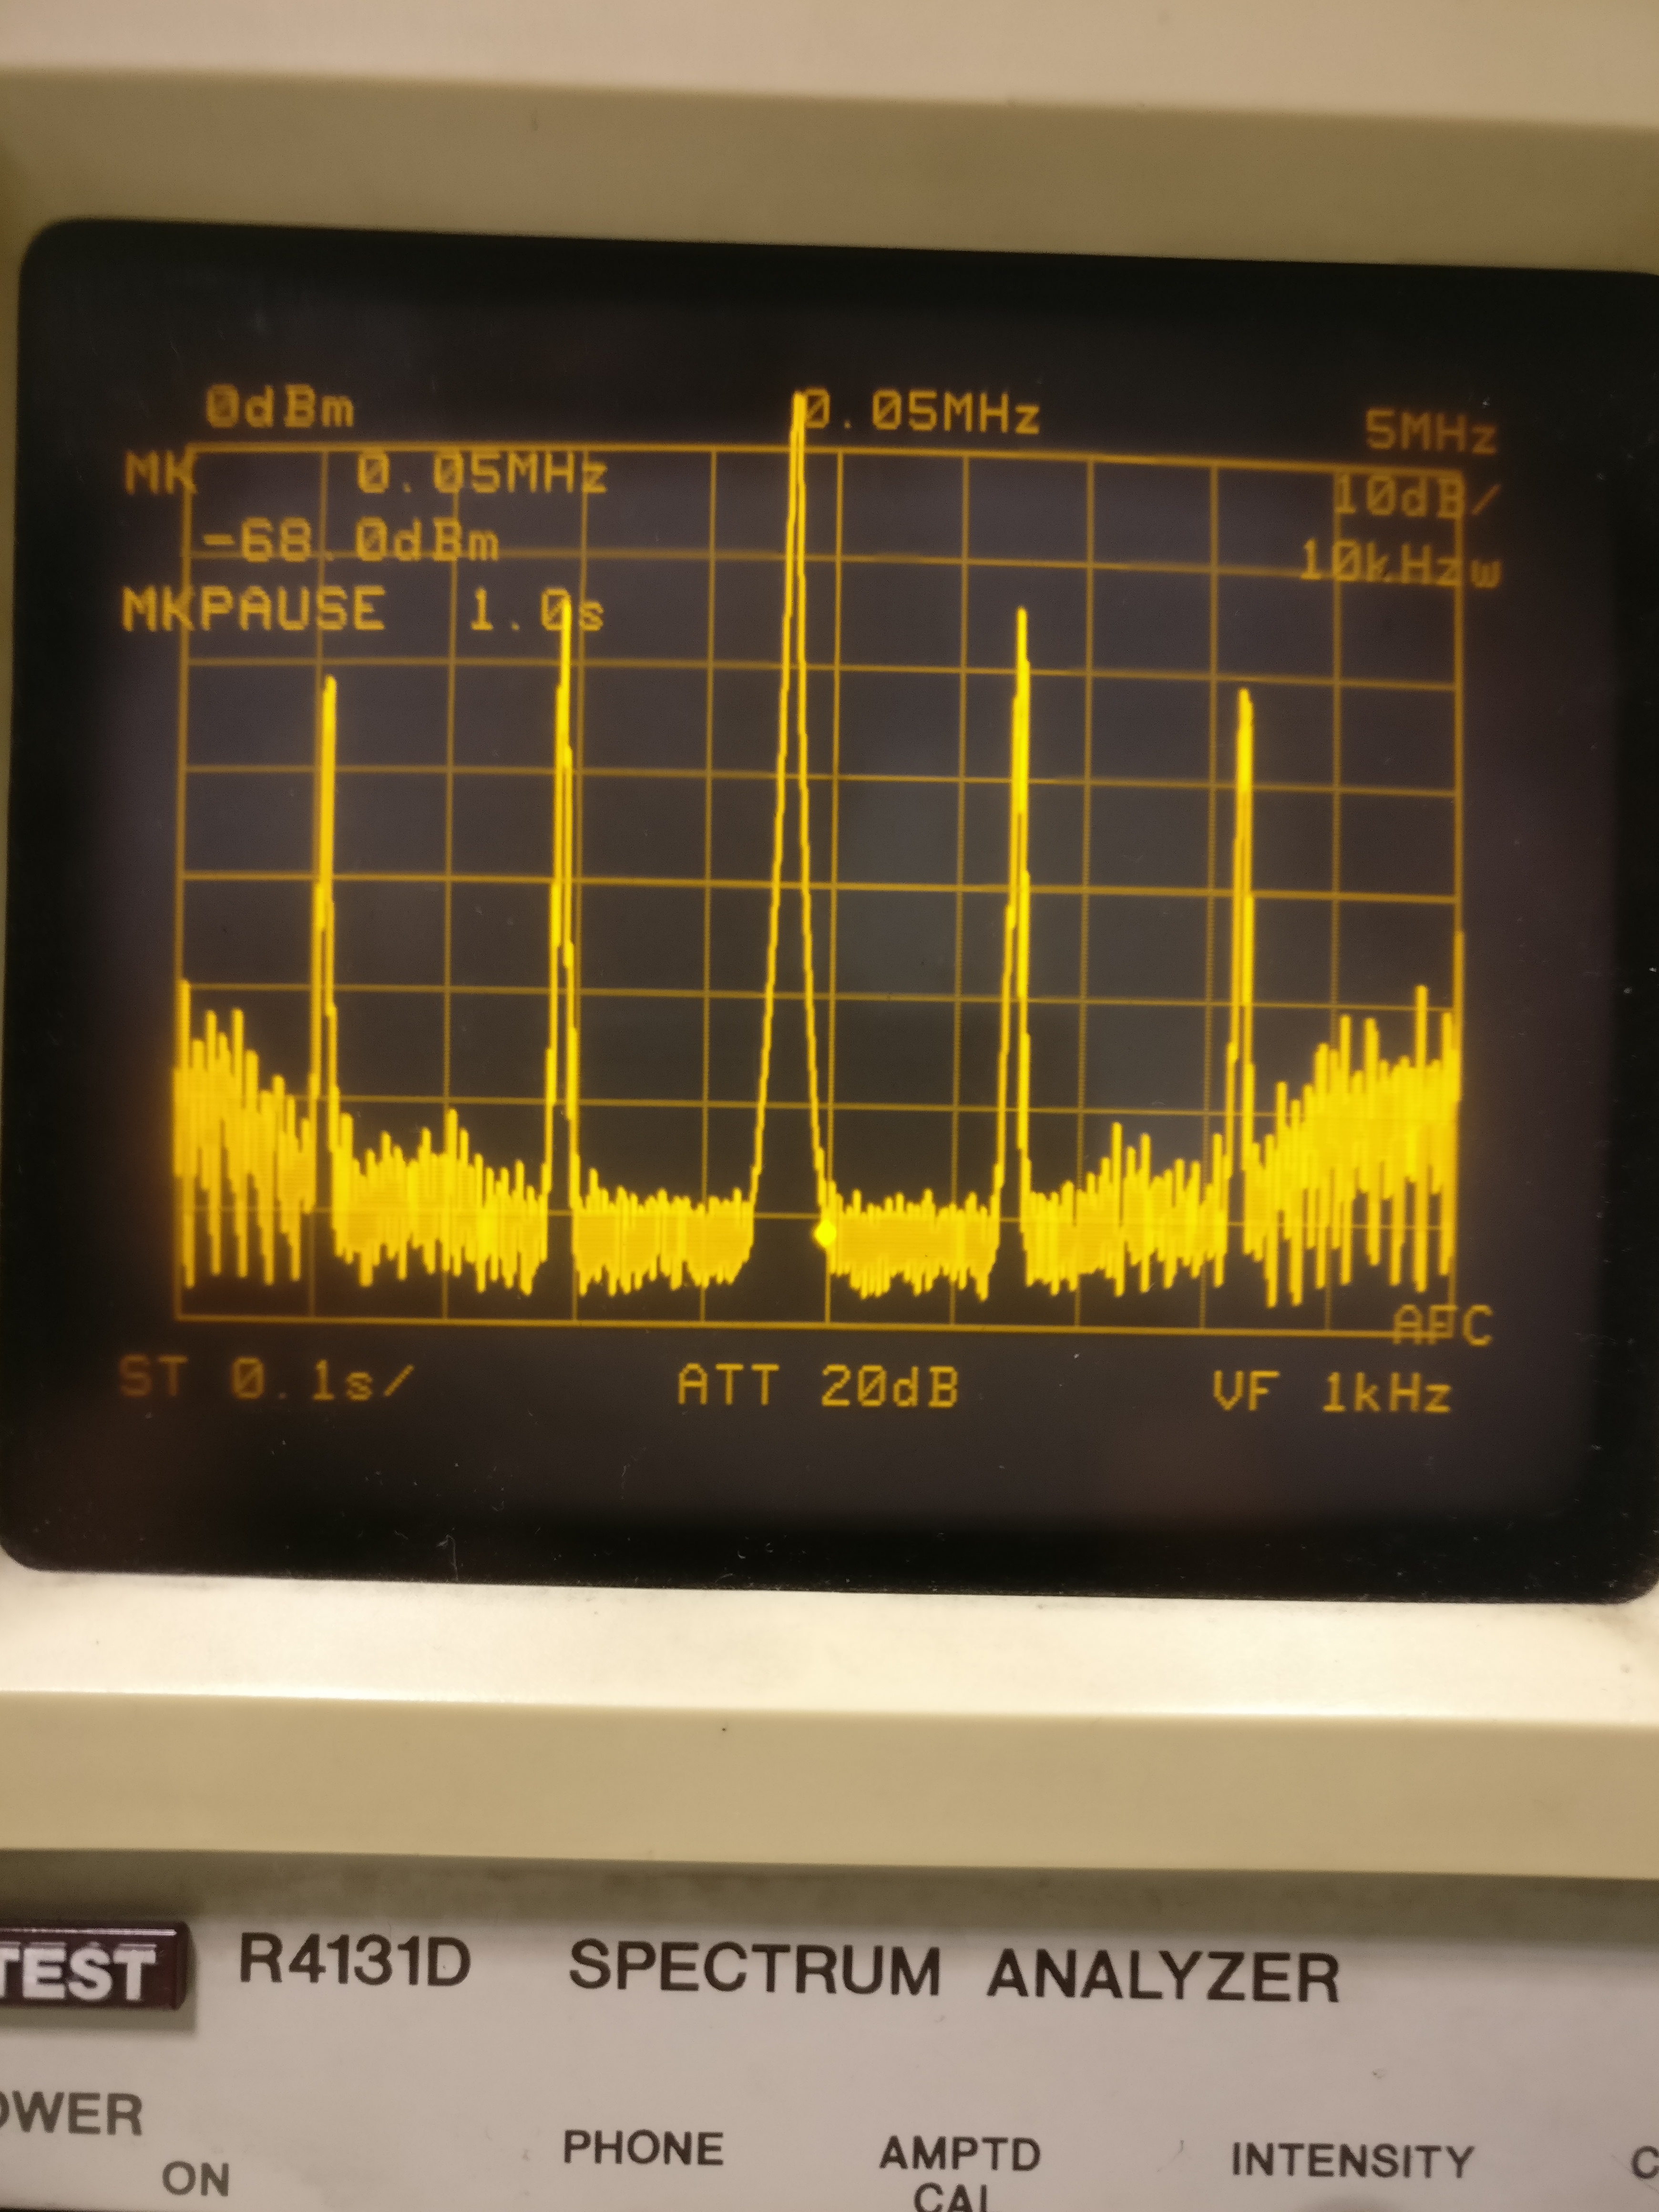 0dBm 0.05MHz 5MHz
MK 0.05MHz 10dB/
-68.0dBm 10kHzw
MKPAUSE 1.0s
AFC
ST 0.1s/ ATT 20dB VF 1kHz
TEST R4131D SPECTRUM ANALYZER
OWER
ON
PHONE AMPTD INTENSITY
CAL